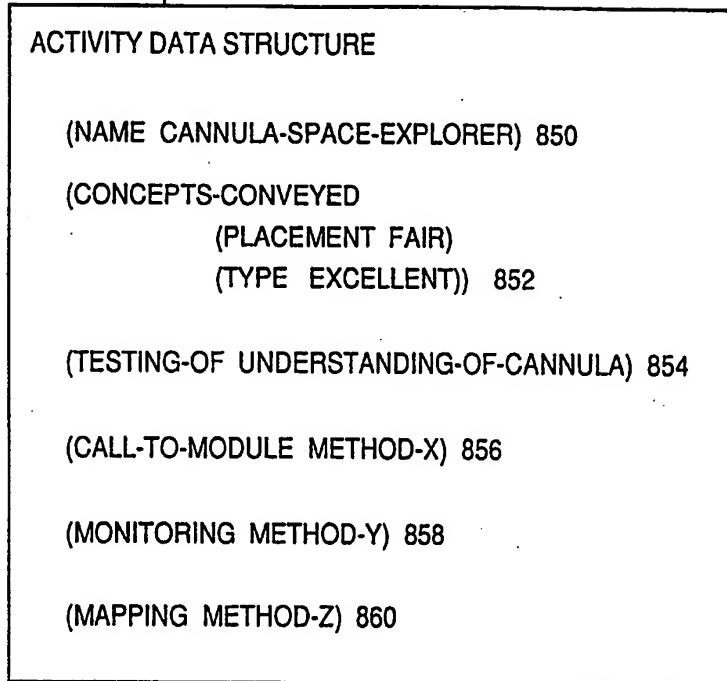 ACTIVITY DATA STRUCTURE
(NAME CANNULA-SPACE-EXPLORER) 850
(CONCEPTS-CONVEYED
(PLACEMENT FAIR)
(TYPE EXCELLENT)) 852
(TESTING-OF UNDERSTANDING-OF-CANNULA) 854
(CALL-TO-MODULE METHOD-X) 856
(MONITORING METHOD-Y) 858
(MAPPING METHOD-Z) 860